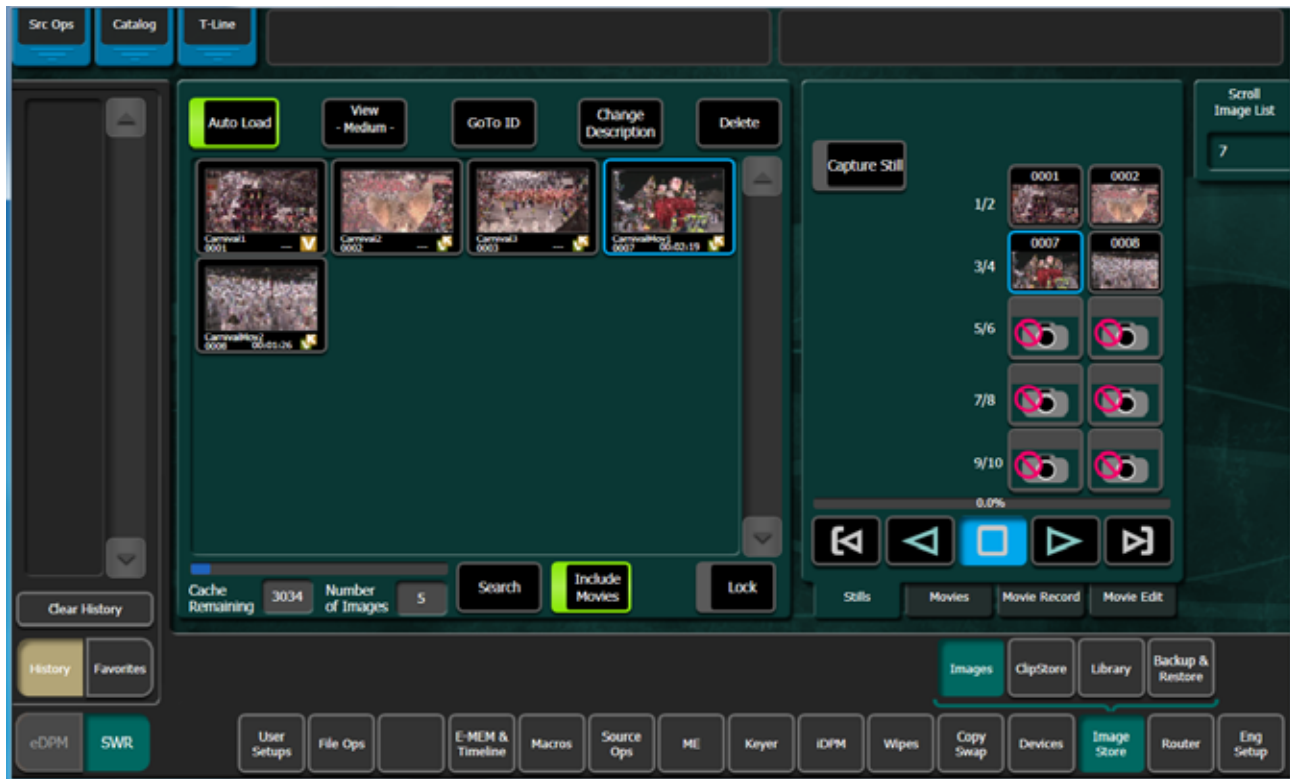 Src Ops
Catalog
T-Line
Auto Load
View
- Medium -
GoTo ID
Change
Description
Delete
Carnival1
0001 ---
V
Carnival2
0002 ---
Carnival3
0003 ---
CarnivalMov1
0007 00:02:19
CarnivalMov2
0008 00:01:26
Cache
Remaining
3034
Number
of Images
5
Search
Include
Movies
Lock
Capture Still
0001
0002
1/2
0007
0008
3/4
5/6
7/8
9/10
0.0%
Stills
Movies
Movie Record
Movie Edit
Scroll
Image List
7
Clear History
History
Favorites
Images
ClipStore
Library
Backup &
Restore
eDPM
SWR
User
Setups
File Ops
E-MEM &
Timeline
Macros
Source
Ops
ME
Keyer
iDPM
Wipes
Copy
Swap
Devices
Image
Store
Router
Eng
Setup